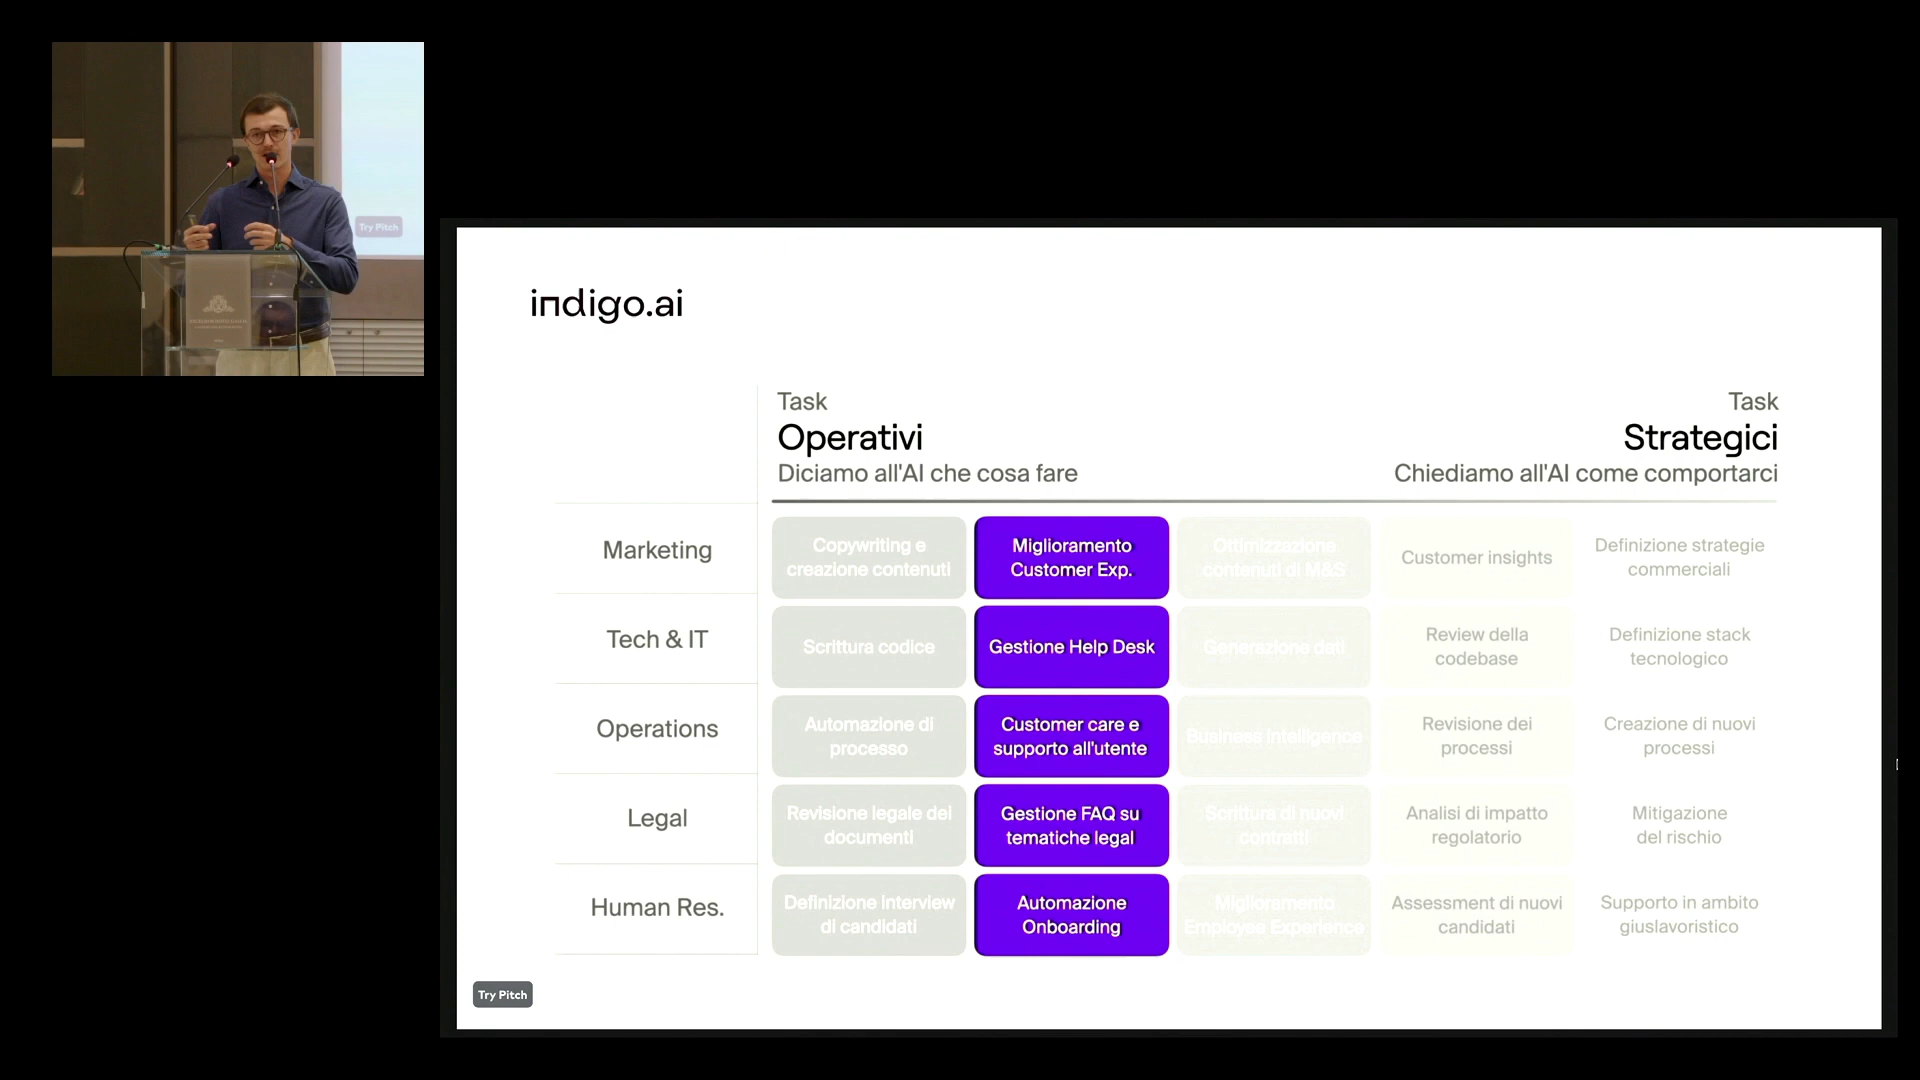 Try Pitch
indigo.ai
Task
Operativi
Diciamo all'AI che cosa fare
Task
Strategici
Chiediamo all'AI come comportarci
Marketing
Copywriting e
creazione contenuti
Miglioramento
Customer Exp.
Ottimizzazione
contenuti di M&S
Customer insights
Definizione strategie
commerciali
Tech & IT
Scrittura codice
Gestione Help Desk
Generazione dati
Review della
codebase
Definizione stack
tecnologico
Operations
Automazione di
processo
Customer care e
supporto all'utente
Business intelligence
Revisione dei
processi
Creazione di nuovi
processi
Legal
Revisione legale dei
documenti
Gestione FAQ su
tematiche legal
Scrittura di nuovi
contratti
Analisi di impatto
regolatorio
Mitigazione
del rischio
Human Res.
Definizione interview
di candidati
Automazione
Onboarding
Miglioramento
Employee Experience
Assessment di nuovi
candidati
Supporto in ambito
giuslavoristico
Try Pitch